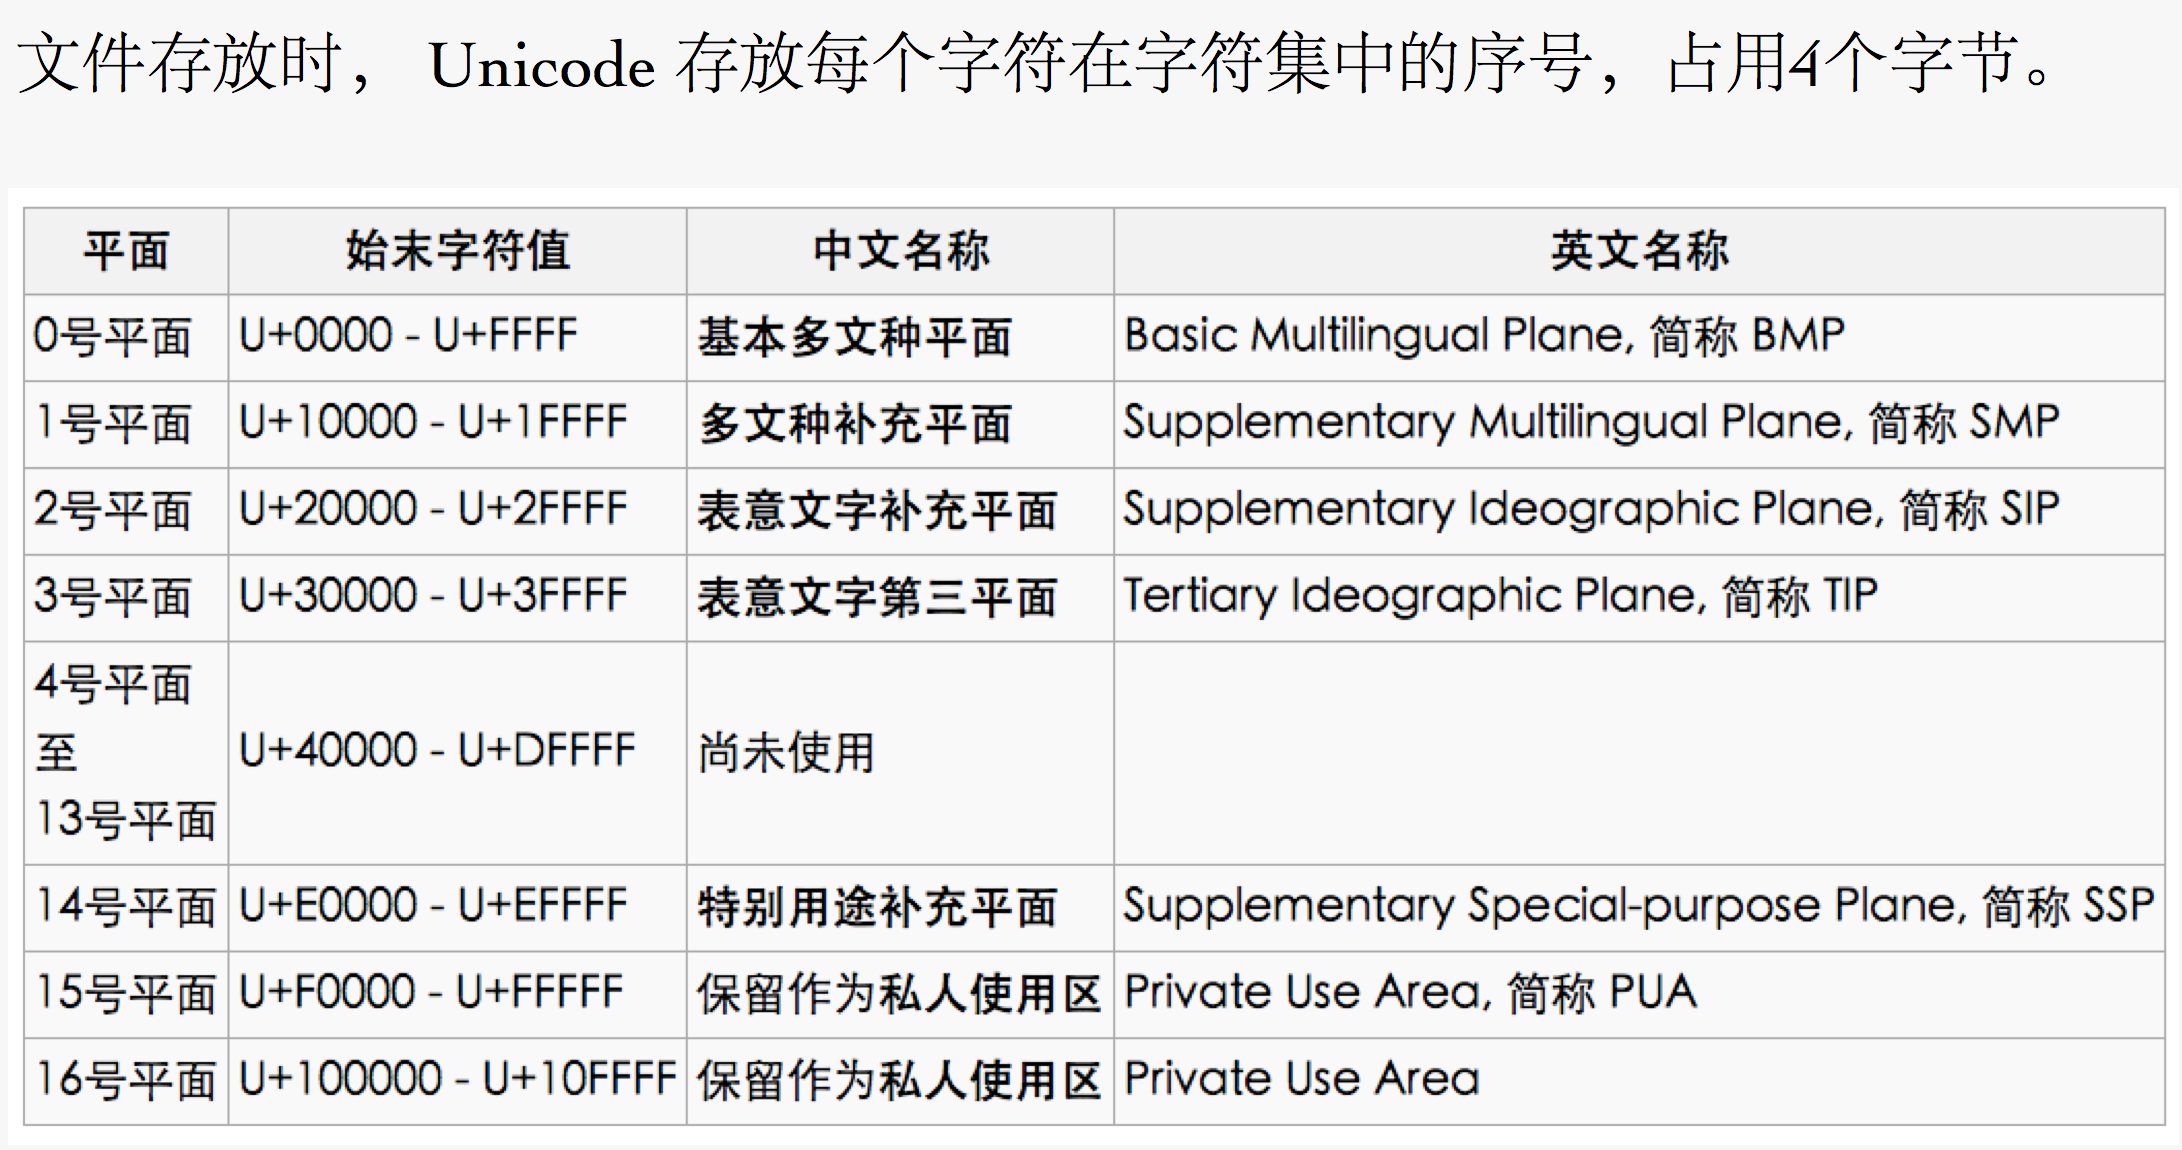 文件存放时， Unicode 存放每个字符在字符集中的序号，占用4个字节。
平面 始末字符值 中文名称 英文名称
0号平面 U+0000 - U+FFFF 基本多文种平面 Basic Multilingual Plane, 简称 BMP
1号平面 U+10000 - U+1FFFF 多文种补充平面 Supplementary Multilingual Plane, 简称 SMP
2号平面 U+20000 - U+2FFFF 表意文字补充平面 Supplementary Ideographic Plane, 简称 SIP
3号平面 U+30000 - U+3FFFF 表意文字第三平面 Tertiary Ideographic Plane, 简称 TIP
4号平面
至
13号平面 U+40000 - U+DFFFF 尚未使用
14号平面 U+E0000 - U+EFFFF 特别用途补充平面 Supplementary Special-purpose Plane, 简称 SSP
15号平面 U+F0000 - U+FFFFF 保留作为私人使用区 Private Use Area, 简称 PUA
16号平面 U+100000 - U+10FFFF 保留作为私人使用区 Private Use Area